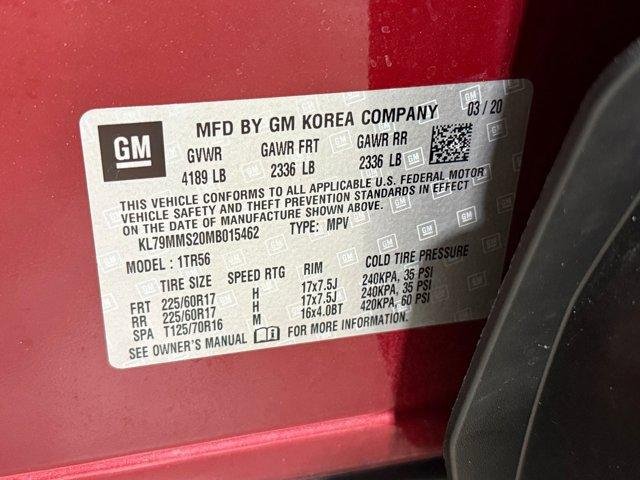 GM
MFD BY GM KOREA COMPANY 03/20
GVWR GAWR FRT GAWR RR
4189 LB 2336 LB 2336 LB
THIS VEHICLE CONFORMS TO ALL APPLICABLE U.S. FEDERAL MOTOR
VEHICLE SAFETY AND THEFT PREVENTION STANDARDS IN EFFECT
ON THE DATE OF MANUFACTURE SHOWN ABOVE.
KL79MMS20MB015462 TYPE: MPV
MODEL : 1TR56
TIRE SIZE SPEED RTG RIM COLD TIRE PRESSURE
FRT 225/60R17 H 17x7.5J 240KPA, 35 PSI
RR 225/60R17 H 17x7.5J 240KPA, 35 PSI
SPA T125/70R16 M 16x4.0BT 420KPA, 60 PSI
SEE OWNER'S MANUAL FOR MORE INFORMATION